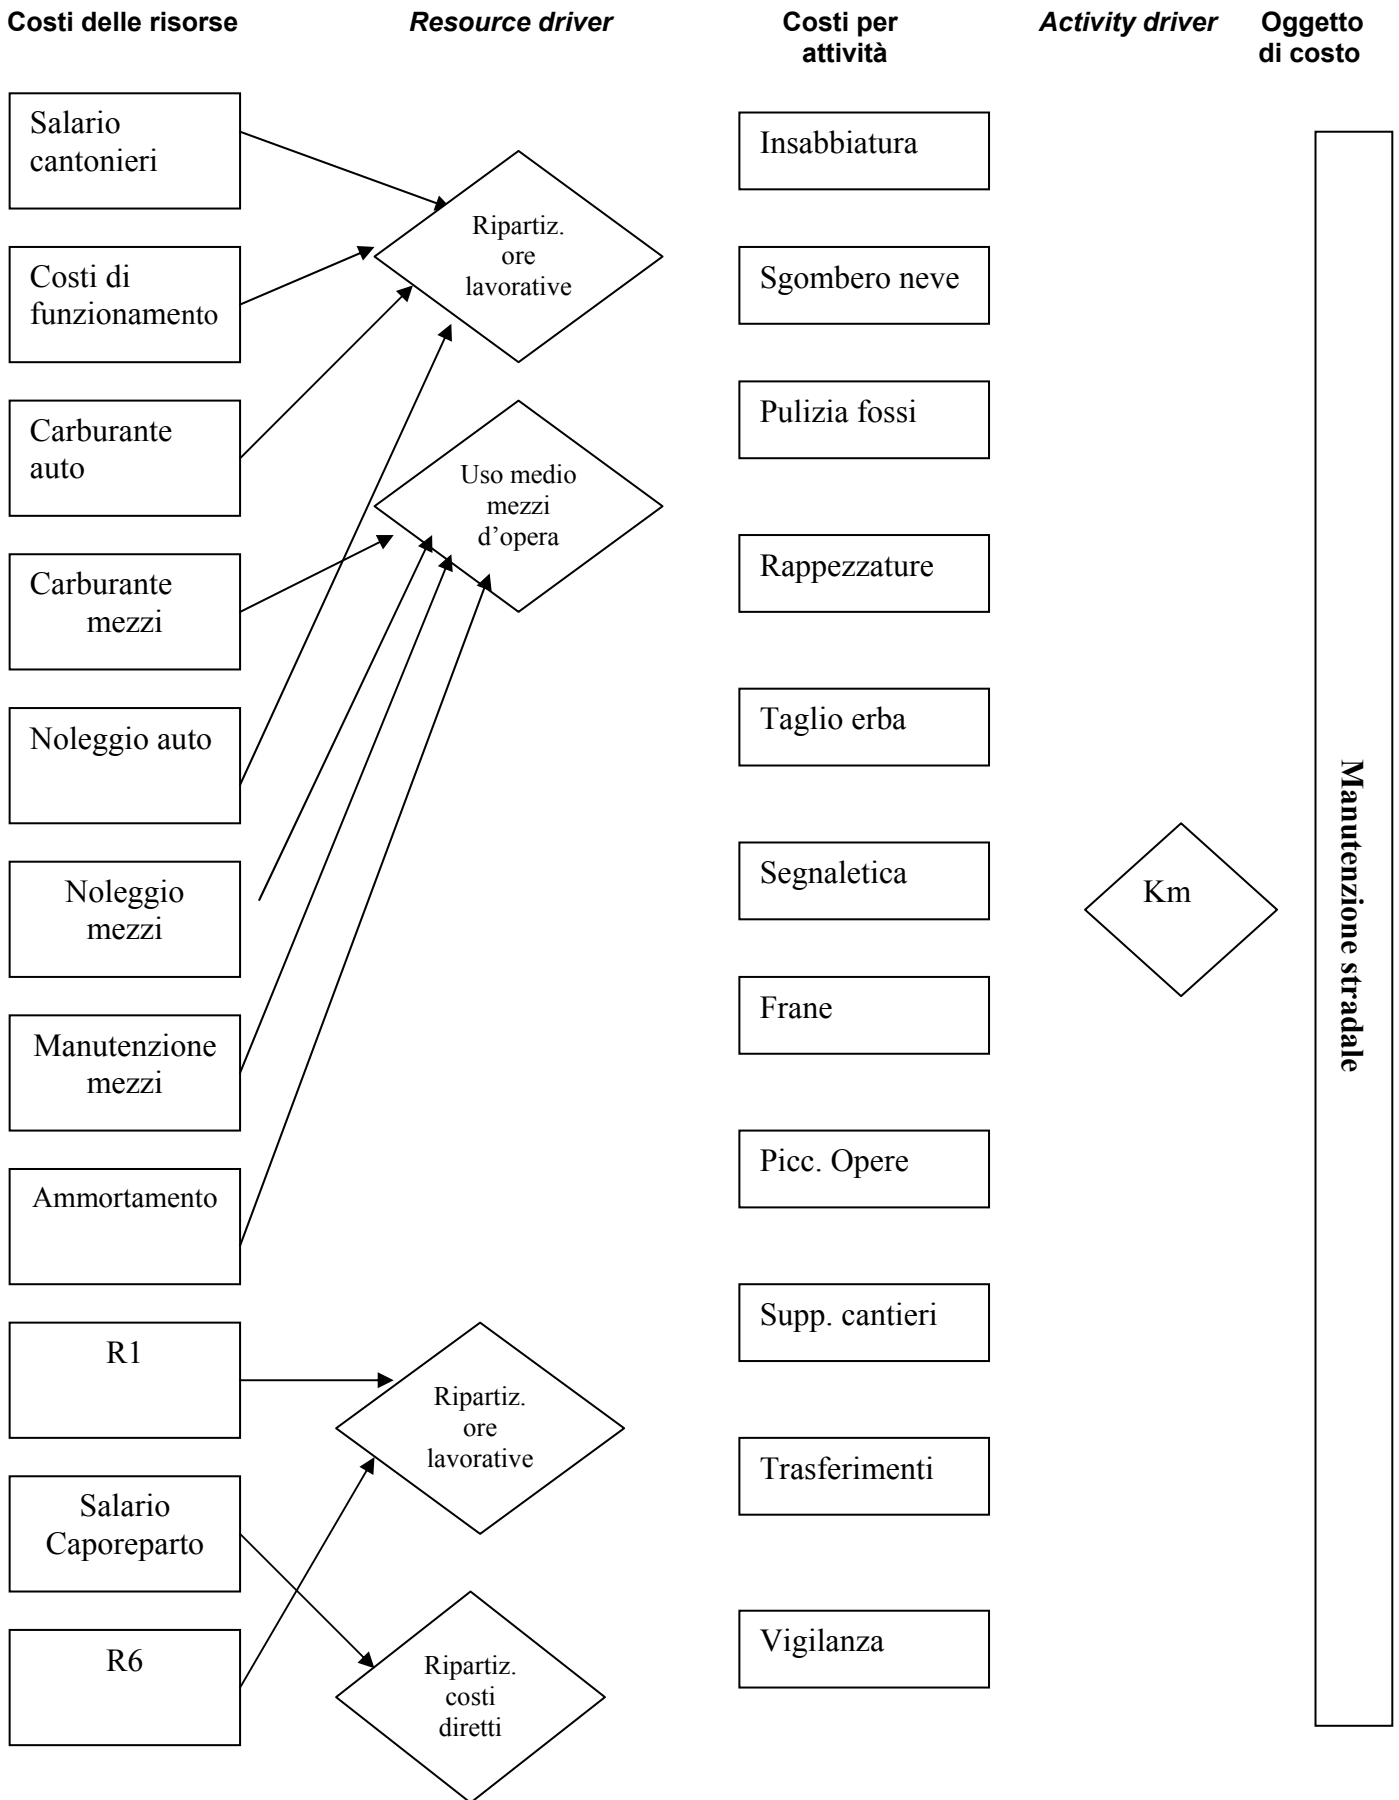 Costi delle risorse
Resource driver
Costi per
attività
Activity driver
Oggetto
di costo
Salario
cantonieri
Costi di
funzionamento
Carburante
auto
Carburante
mezzi
Noleggio auto
Noleggio
mezzi
Manutenzione
mezzi
Ammortamento
R1
Salario
Caporeparto
R6
Ripartiz.
ore
lavorative
Uso medio
mezzi
d’opera
Ripartiz.
ore
lavorative
Ripartiz.
costi
diretti
Insabbiatura
Sgombero neve
Pulizia fossi
Rappezzature
Taglio erba
Segnaletica
Frane
Picc. Opere
Supp. cantieri
Trasferimenti
Vigilanza
Km
Manutenzione stradale